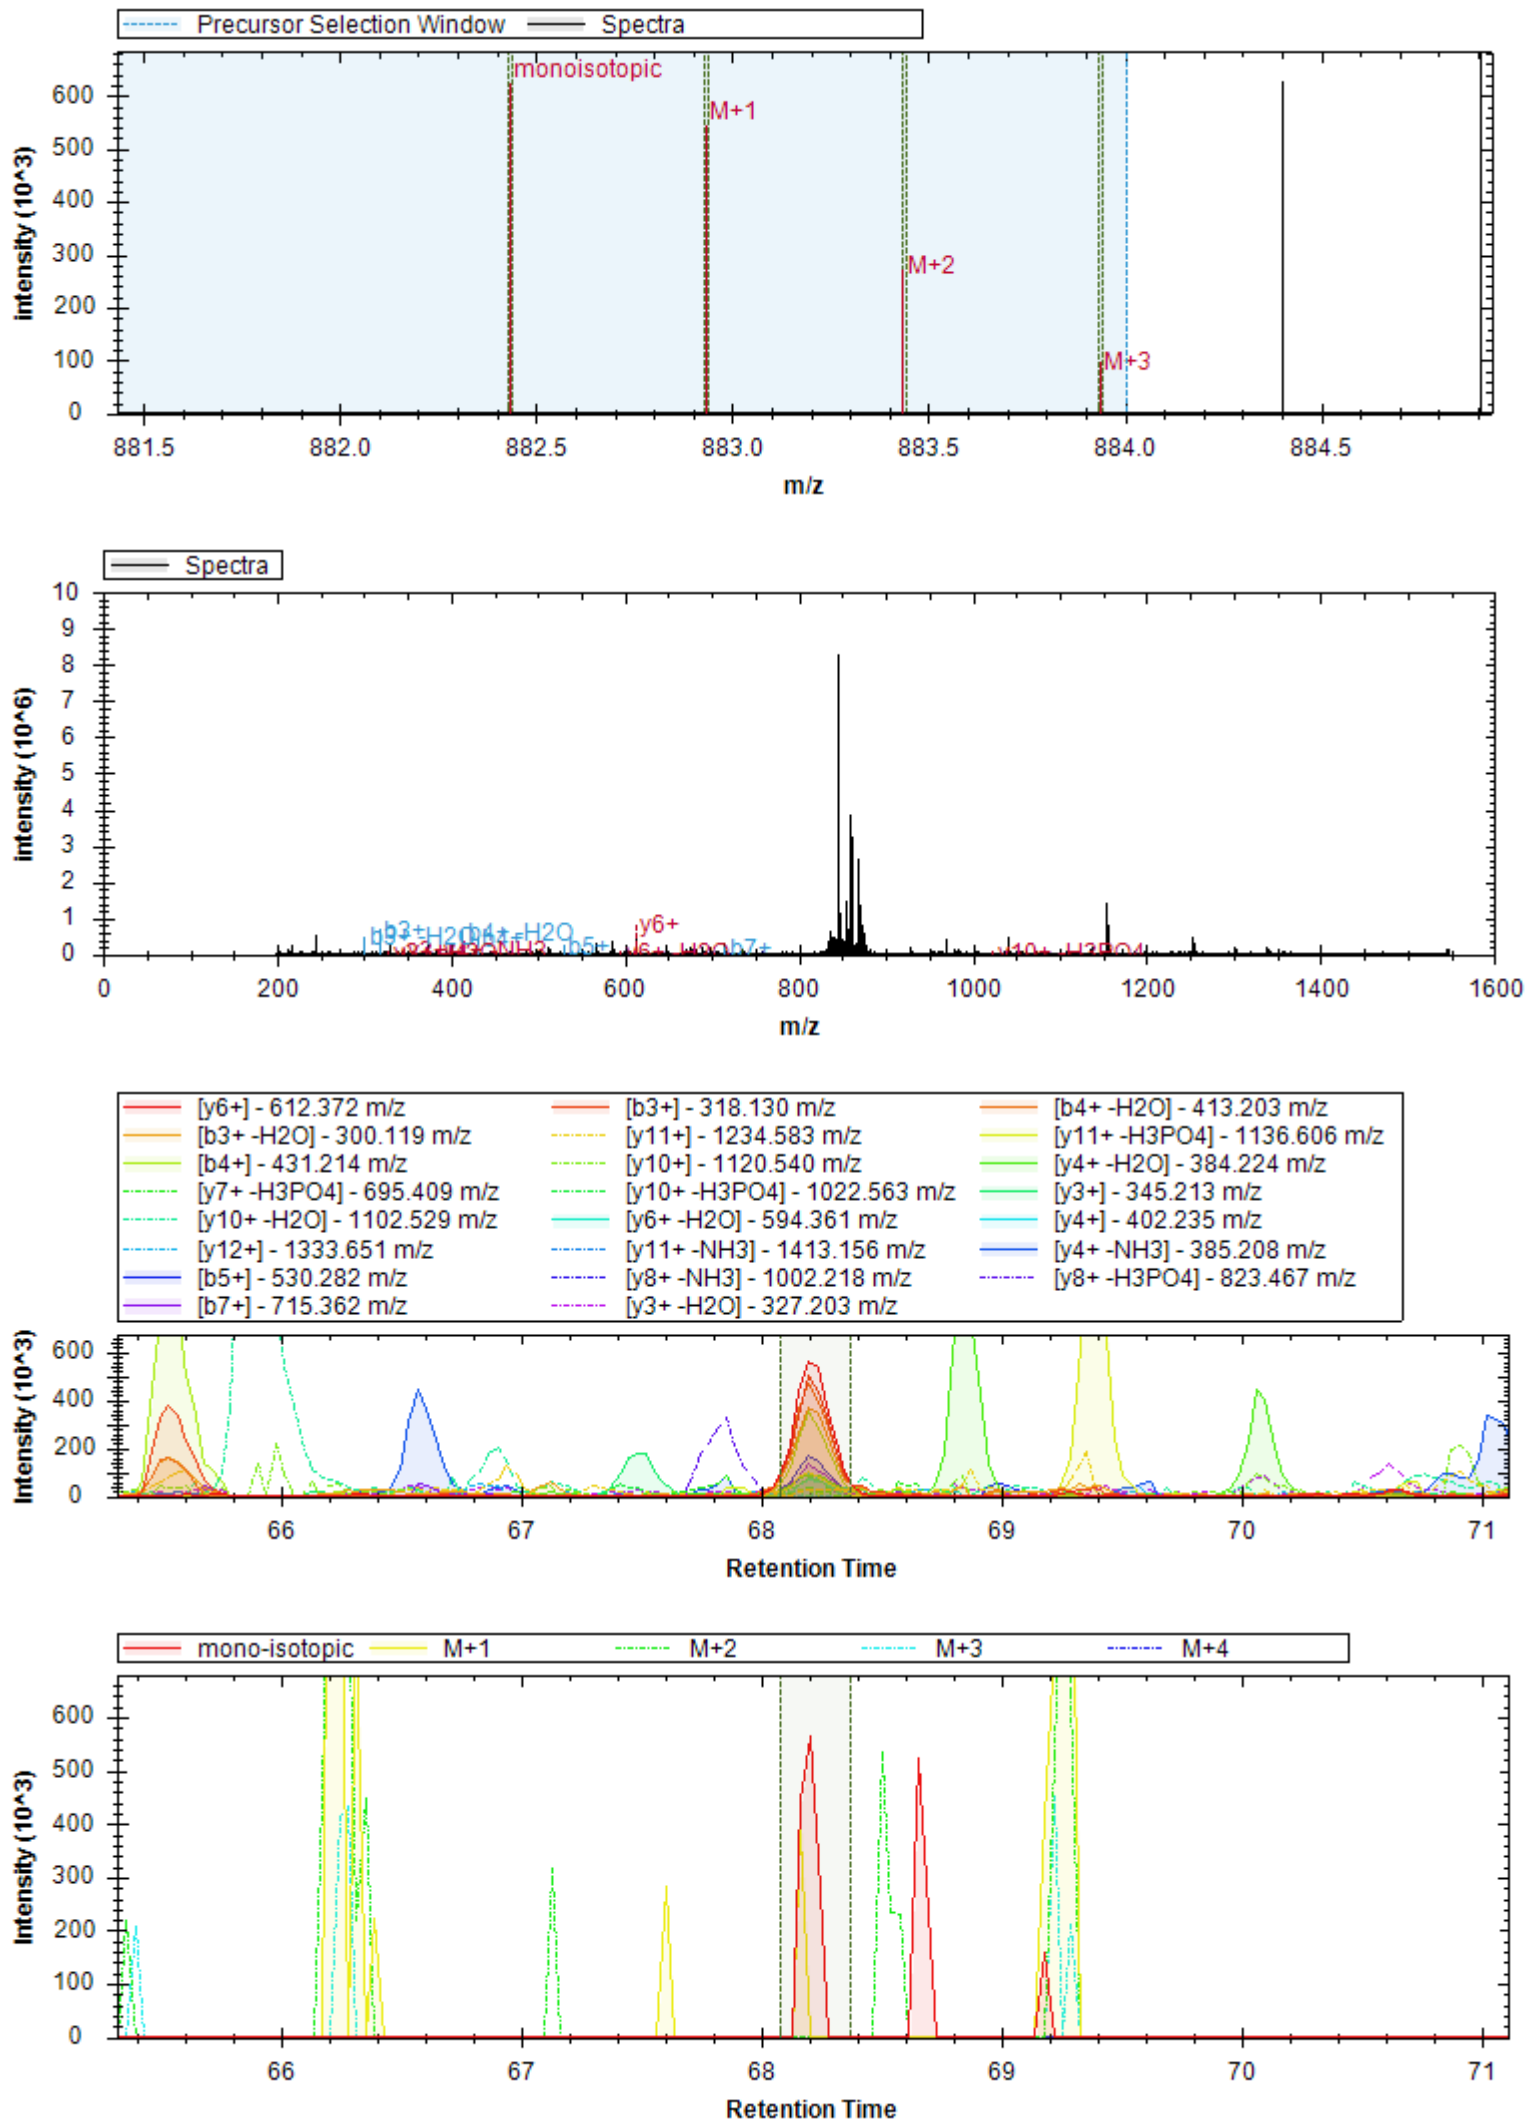 Precursor Selection Window Spectra
monoisotopic
M+1
M+2
M+3
intensity (10^3)
600
500
400
300
200
100
0
881.5 882.0 882.5 883.0 883.5 884.0 884.5
m/z
Spectra
intensity (10^6)
10
9
8
7
6
5
4
3
2
1
0
b3+
b4+ -H2O
b5+
y6+
b7+
y10+ -H3PO4
0 200 400 600 800 1000 1200 1400 1600
m/z
[y6+] - 612.372 m/z [b3+] - 318.130 m/z [b4+ -H2O] - 413.203 m/z
[b3+ -H2O] - 300.119 m/z [y11+] - 1234.583 m/z [y11+ -H3PO4] - 1136.606 m/z
[b4+] - 431.214 m/z [y10+] - 1120.540 m/z [y4+ -H2O] - 384.224 m/z
[y7+ -H3PO4] - 695.409 m/z [y10+ -H3PO4] - 1022.563 m/z [y3+] - 345.213 m/z
[y10+ -H2O] - 1102.529 m/z [y6+ -H2O] - 594.361 m/z [y4+] - 402.235 m/z
[y12+] - 1333.651 m/z [y11+ -NH3] - 1413.156 m/z [y4+ -NH3] - 385.208 m/z
[b5+] - 530.282 m/z [y8+ -NH3] - 1002.218 m/z [y8+ -H3PO4] - 823.467 m/z
[b7+] - 715.362 m/z [y3+ -H2O] - 327.203 m/z
Intensity (10^3)
600
400
200
0
66 67 68 69 70 71
Retention Time
mono-isotopic M+1 M+2 M+3 M+4
Intensity (10^3)
600
500
400
300
200
100
0
66 67 68 69 70 71
Retention Time